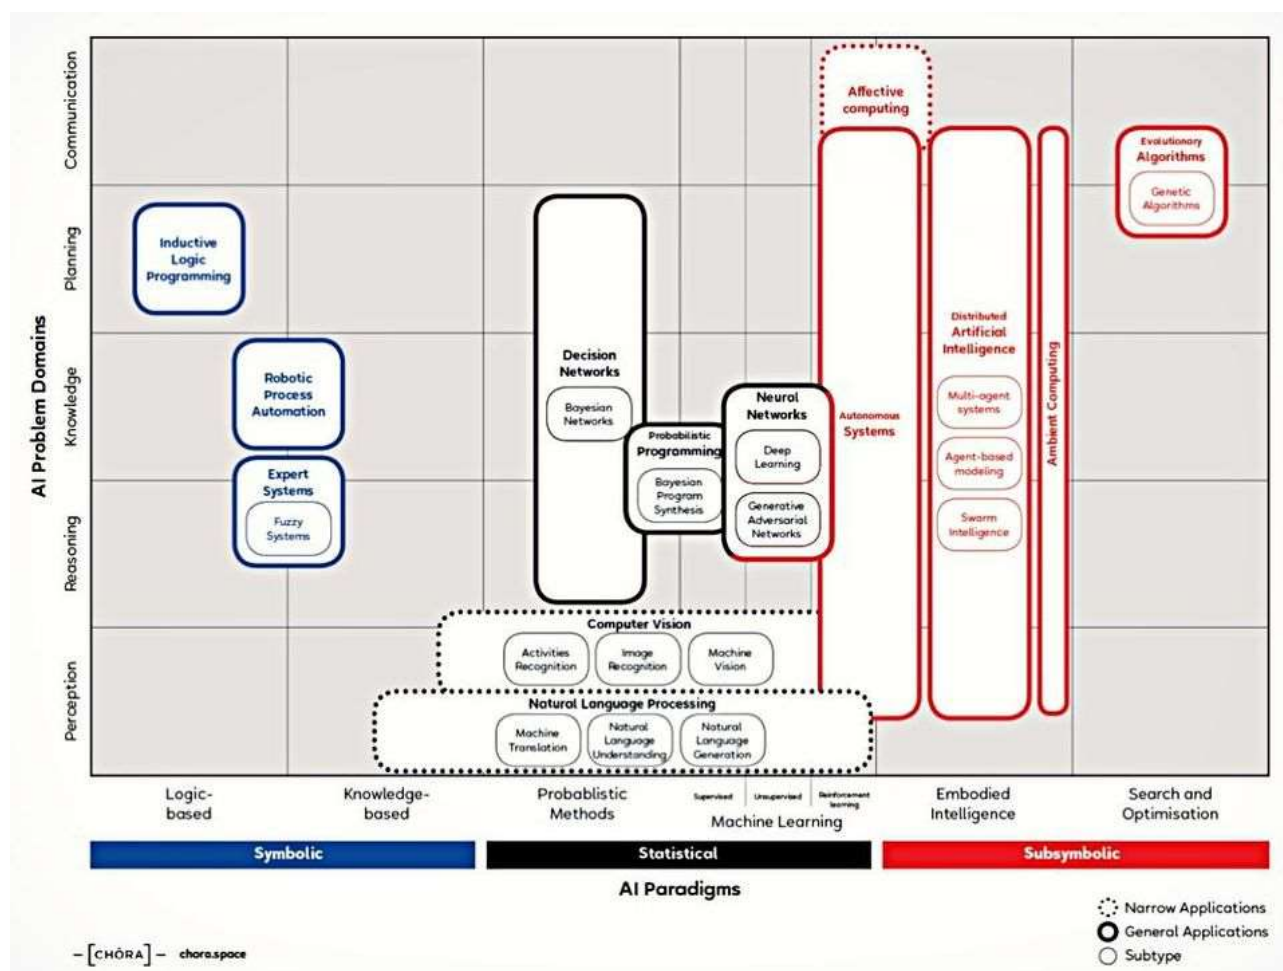 AI Problem Domains
Communication
Planning
Knowledge
Reasoning
Perception
Affective
computing
Evolutionary
Algorithms
Genetic
Algorithms
Inductive
Logic
Programming
Robotic
Process
Automation
Expert
Systems
Fuzzy
Systems
Decision
Networks
Bayesian
Networks
Probabilistic
Programming
Bayesian
Program
Synthesis
Neural
Networks
Deep
Learning
Generative
Adversarial
Networks
Autonomous
Systems
Distributed
Artificial
Intelligence
Multi-agent
systems
Agent-based
modeling
Swarm
Intelligence
Ambient Computing
Computer Vision
Activities
Recognition
Image
Recognition
Machine
Vision
Natural Language Processing
Machine
Translation
Natural
Language
Understanding
Natural
Language
Generation
Logic-
based
Knowledge-
based
Probablistic
Methods
Supervised
Unsupervised
Reinforcement
learning
Machine Learning
Embodied
Intelligence
Search and
Optimisation
Symbolic
Statistical
Subsymbolic
AI Paradigms
Narrow Applications
General Applications
Subtype
–[CHÔRA]– chora.space